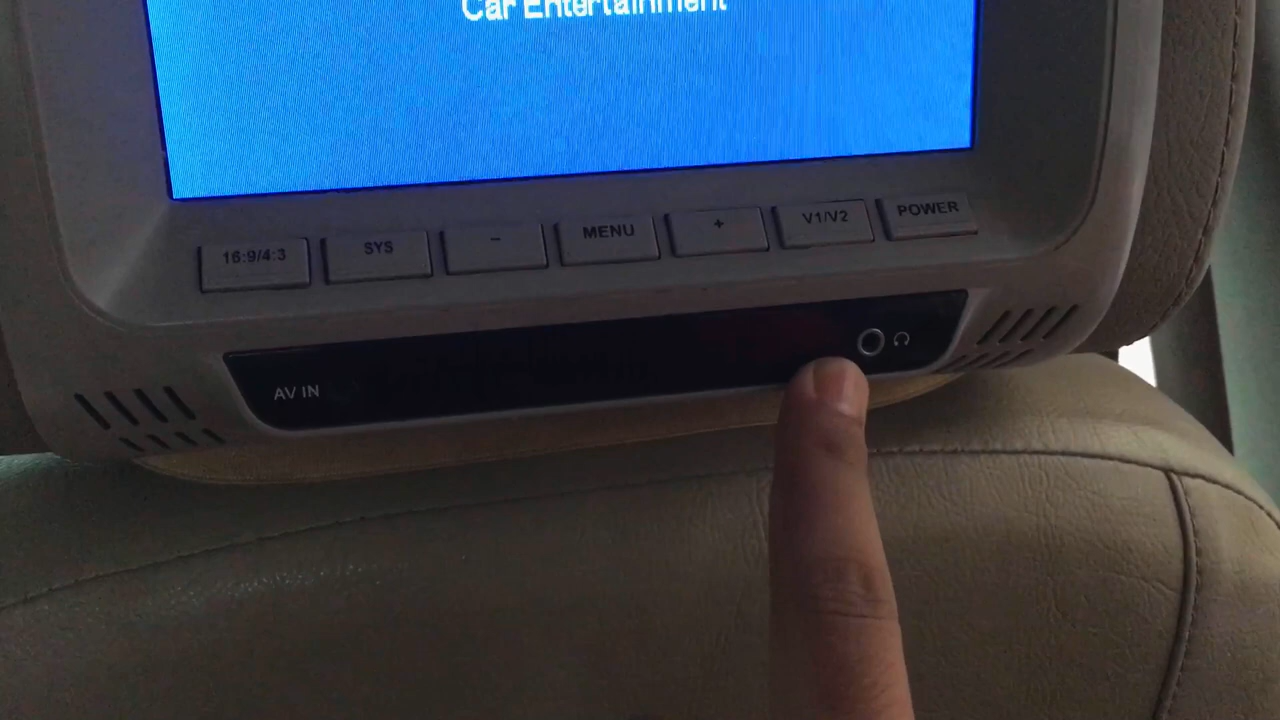 Car Entertainment
16:9/4:3 SYS − MENU + V1/V2 POWER
AV IN